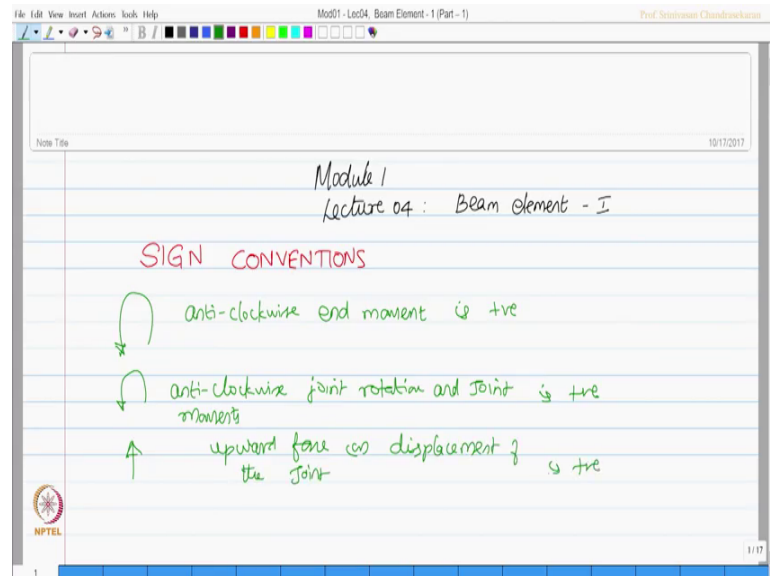 File Edit View Insert Actions Tools Help
Mod01 - Lec04, Beam Element - 1 (Part – 1)
Prof Srinivasan Chandrasekaran
B I
Note Title
10/17/2017
Module 1
Lecture 04 : Beam element - I
SIGN CONVENTIONS
anti-clockwise end moment is +ve
anti-clockwise joint rotation and Joint is +ve
moments
upward force (or) displacement of
the Joint is +ve
NPTEL
1 / 17
1